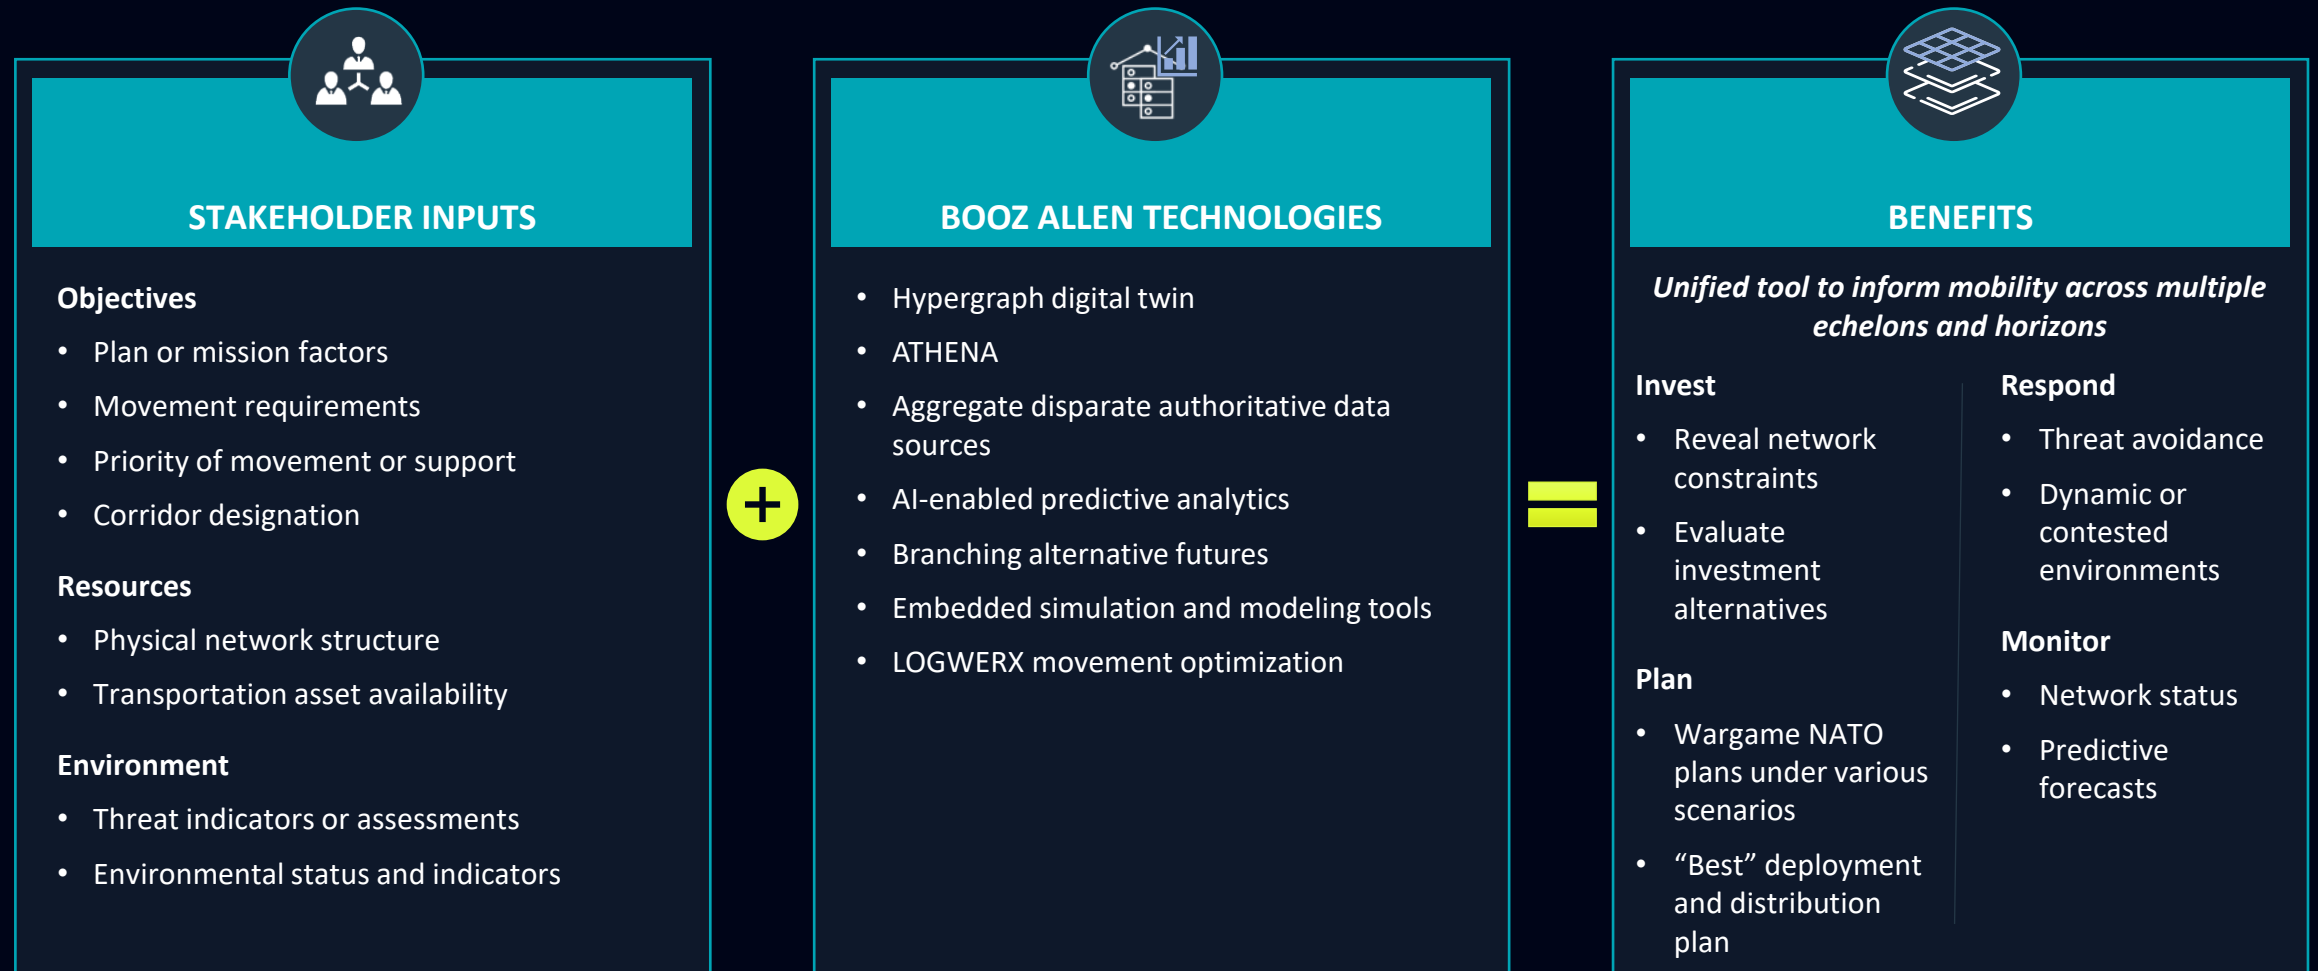 STAKEHOLDER INPUTS
Objectives
• Plan or mission factors
• Movement requirements
• Priority of movement or support
• Corridor designation
Resources
• Physical network structure
• Transportation asset availability
Environment
• Threat indicators or assessments
• Environmental status and indicators
+
BOOZ ALLEN TECHNOLOGIES
• Hypergraph digital twin
• ATHENA
• Aggregate disparate authoritative data
sources
• AI-enabled predictive analytics
• Branching alternative futures
• Embedded simulation and modeling tools
• LOGWERX movement optimization
=
BENEFITS
Unified tool to inform mobility across multiple
echelons and horizons
Invest
• Reveal network
constraints
• Evaluate
investment
alternatives
Plan
• Wargame NATO
plans under various
scenarios
• “Best” deployment
and distribution
plan
Respond
• Threat avoidance
• Dynamic or
contested
environments
Monitor
• Network status
• Predictive
forecasts